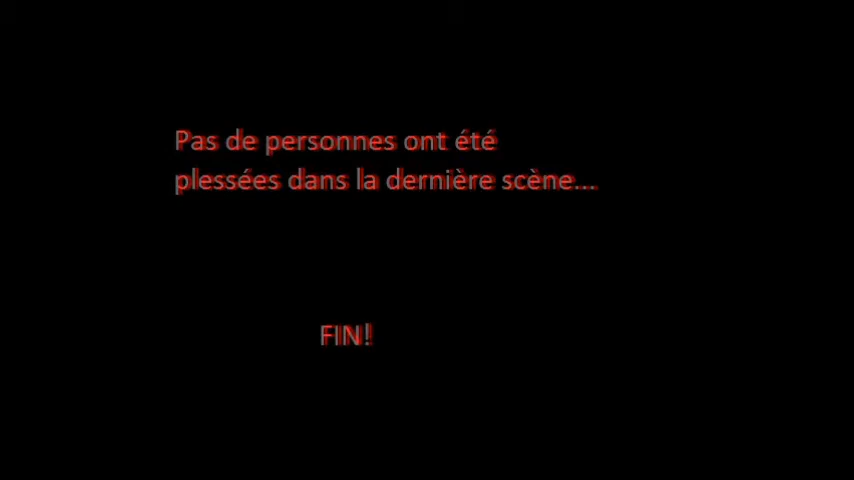 Pas de personnes ont été
plessées dans la dernière scène...
FIN!